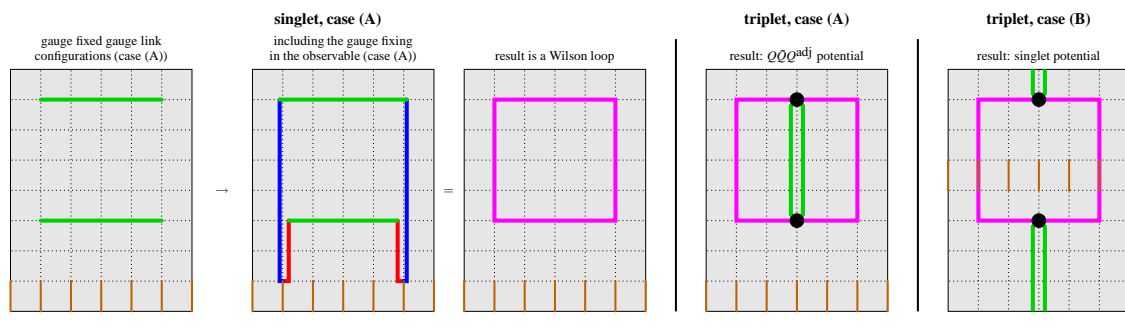 singlet, case (A)
triplet, case (A)
triplet, case (B)
gauge fixed gauge link
configurations (case (A))
including the gauge fixing
in the observable (case (A))
result is a Wilson loop
result: QQ̄Q^adj potential
result: singlet potential
→
=